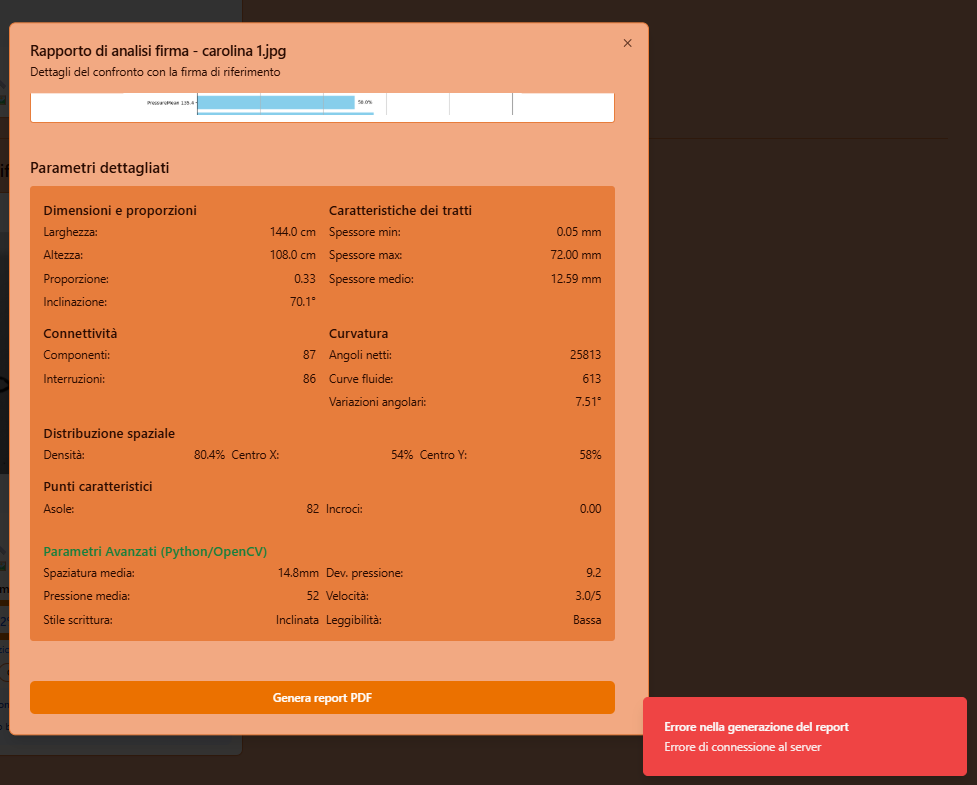 Rapporto di analisi firma - carolina 1.jpg
Dettagli del confronto con la firma di riferimento
PressureMean 135.4 50.0%
Parametri dettagliati
Dimensioni e proporzioni
Larghezza: 144.0 cm
Altezza: 108.0 cm
Proporzione: 0.33
Inclinazione: 70.1°
Caratteristiche dei tratti
Spessore min: 0.05 mm
Spessore max: 72.00 mm
Spessore medio: 12.59 mm
Connettività
Componenti: 87
Interruzioni: 86
Curvatura
Angoli netti: 25813
Curve fluide: 613
Variazioni angolari: 7.51°
Distribuzione spaziale
Densità: 80.4% Centro X: 54% Centro Y: 58%
Punti caratteristici
Asole: 82 Incroci: 0.00
Parametri Avanzati (Python/OpenCV)
Spaziatura media: 14.8mm Dev. pressione: 9.2
Pressione media: 52 Velocità: 3.0/5
Stile scrittura: Inclinata Leggibilità: Bassa
Genera report PDF
Errore nella generazione del report
Errore di connessione al server